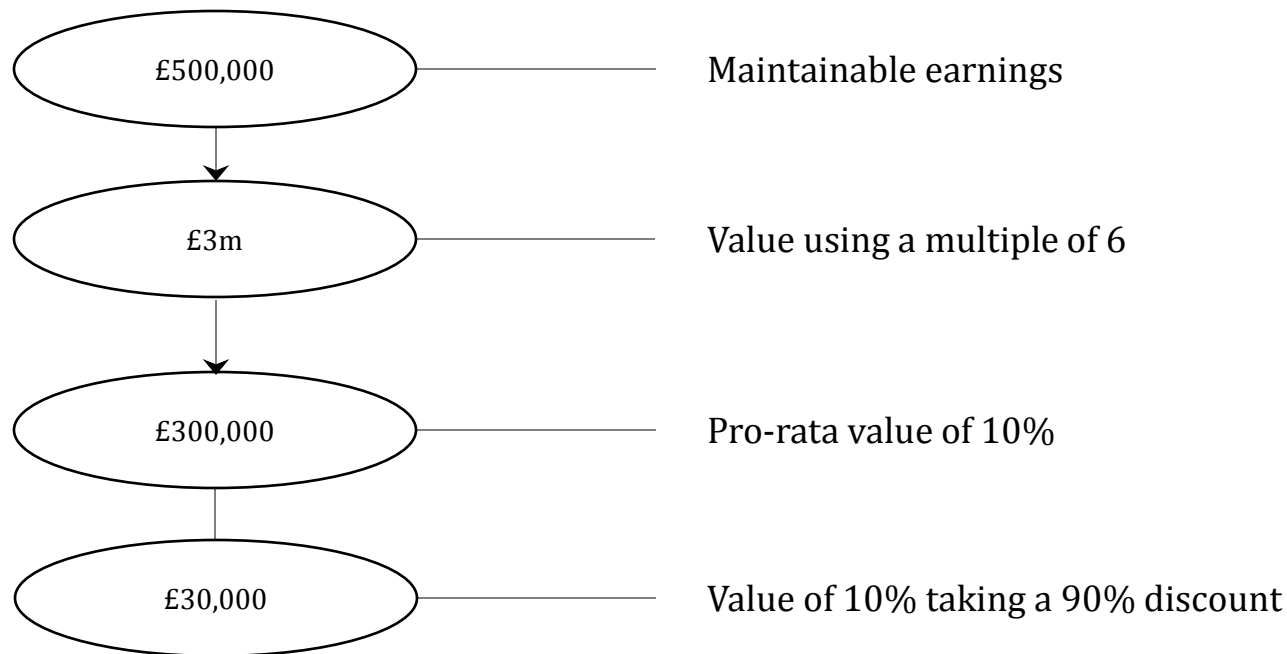 £500,000
Maintainable earnings
£3m
Value using a multiple of 6
£300,000
Pro-rata value of 10%
£30,000
Value of 10% taking a 90% discount